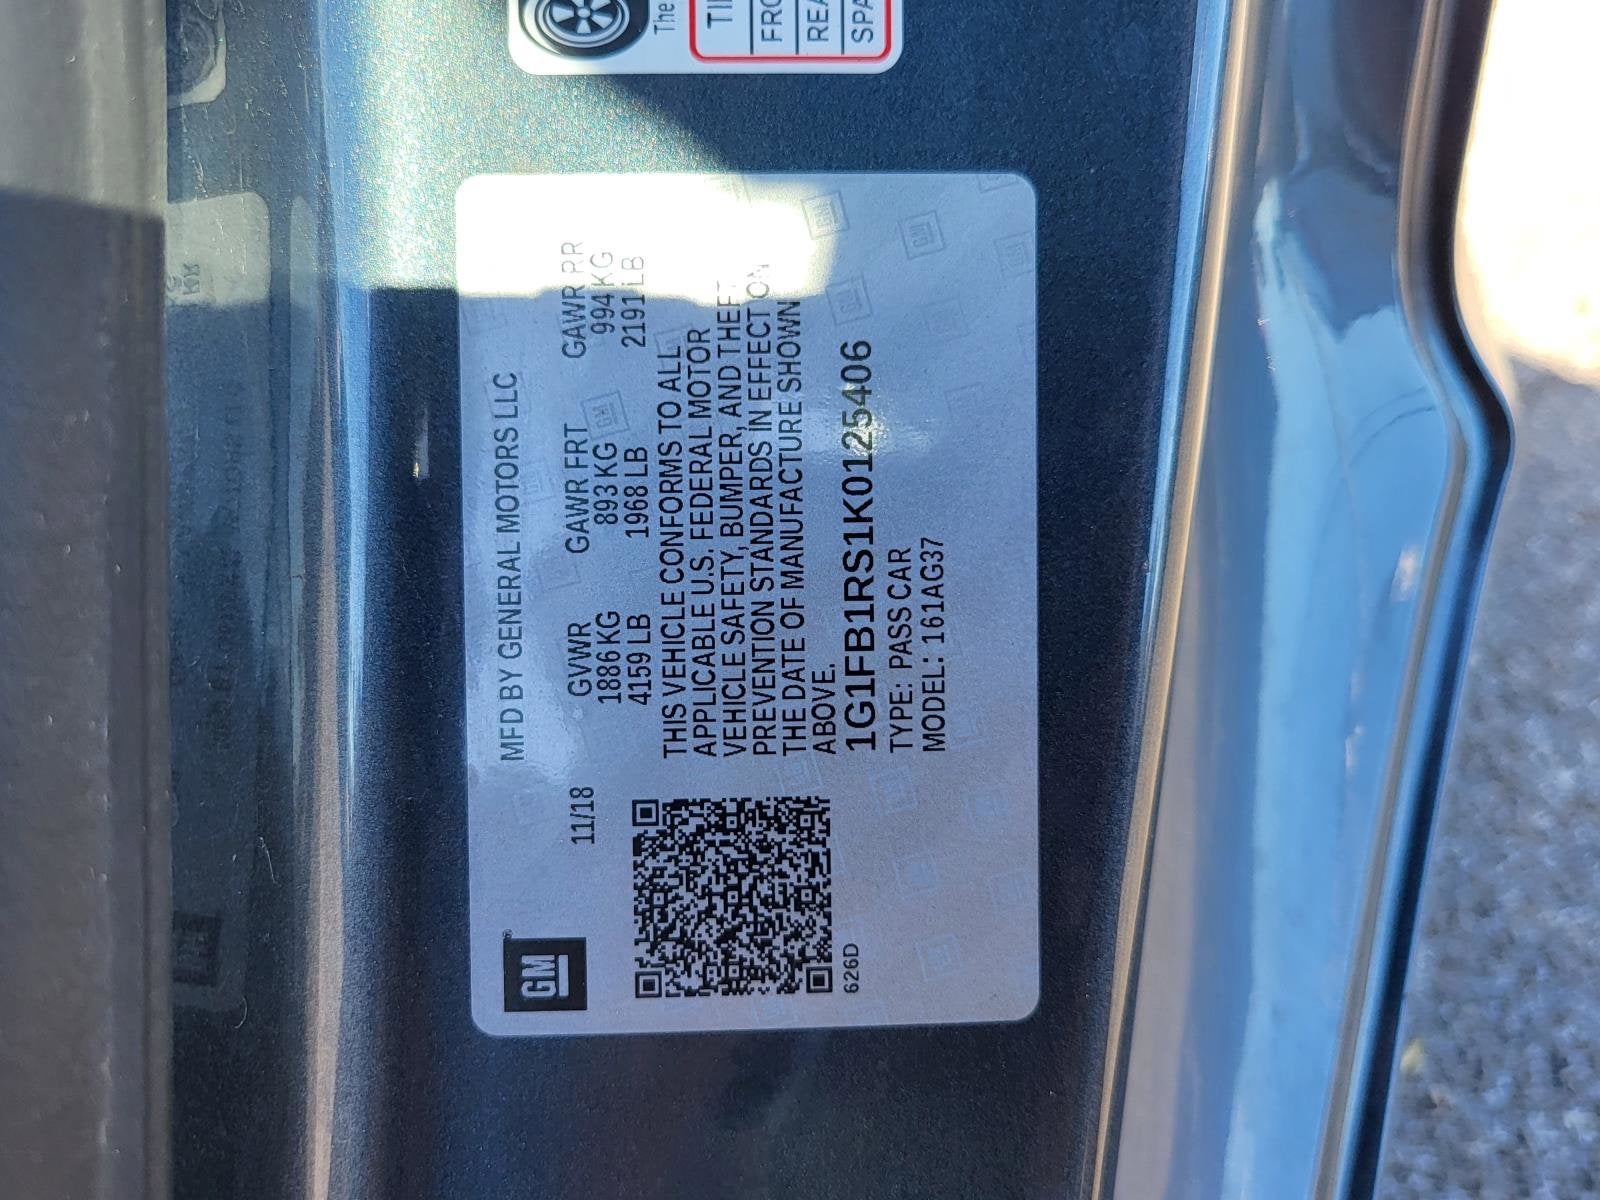 GM
MFD BY GENERAL MOTORS LLC
11/18
GVWR GAWR FRT GAWR RR
1886 KG 893 KG 994 KG
4159 LB 1968 LB 2191 LB
THIS VEHICLE CONFORMS TO ALL
APPLICABLE U.S. FEDERAL MOTOR
VEHICLE SAFETY, BUMPER, AND THEFT
PREVENTION STANDARDS IN EFFECT ON
THE DATE OF MANUFACTURE SHOWN
ABOVE.
1G1FB1RS1K0125406
TYPE: PASS CAR
MODEL: 161AG37
626D
The